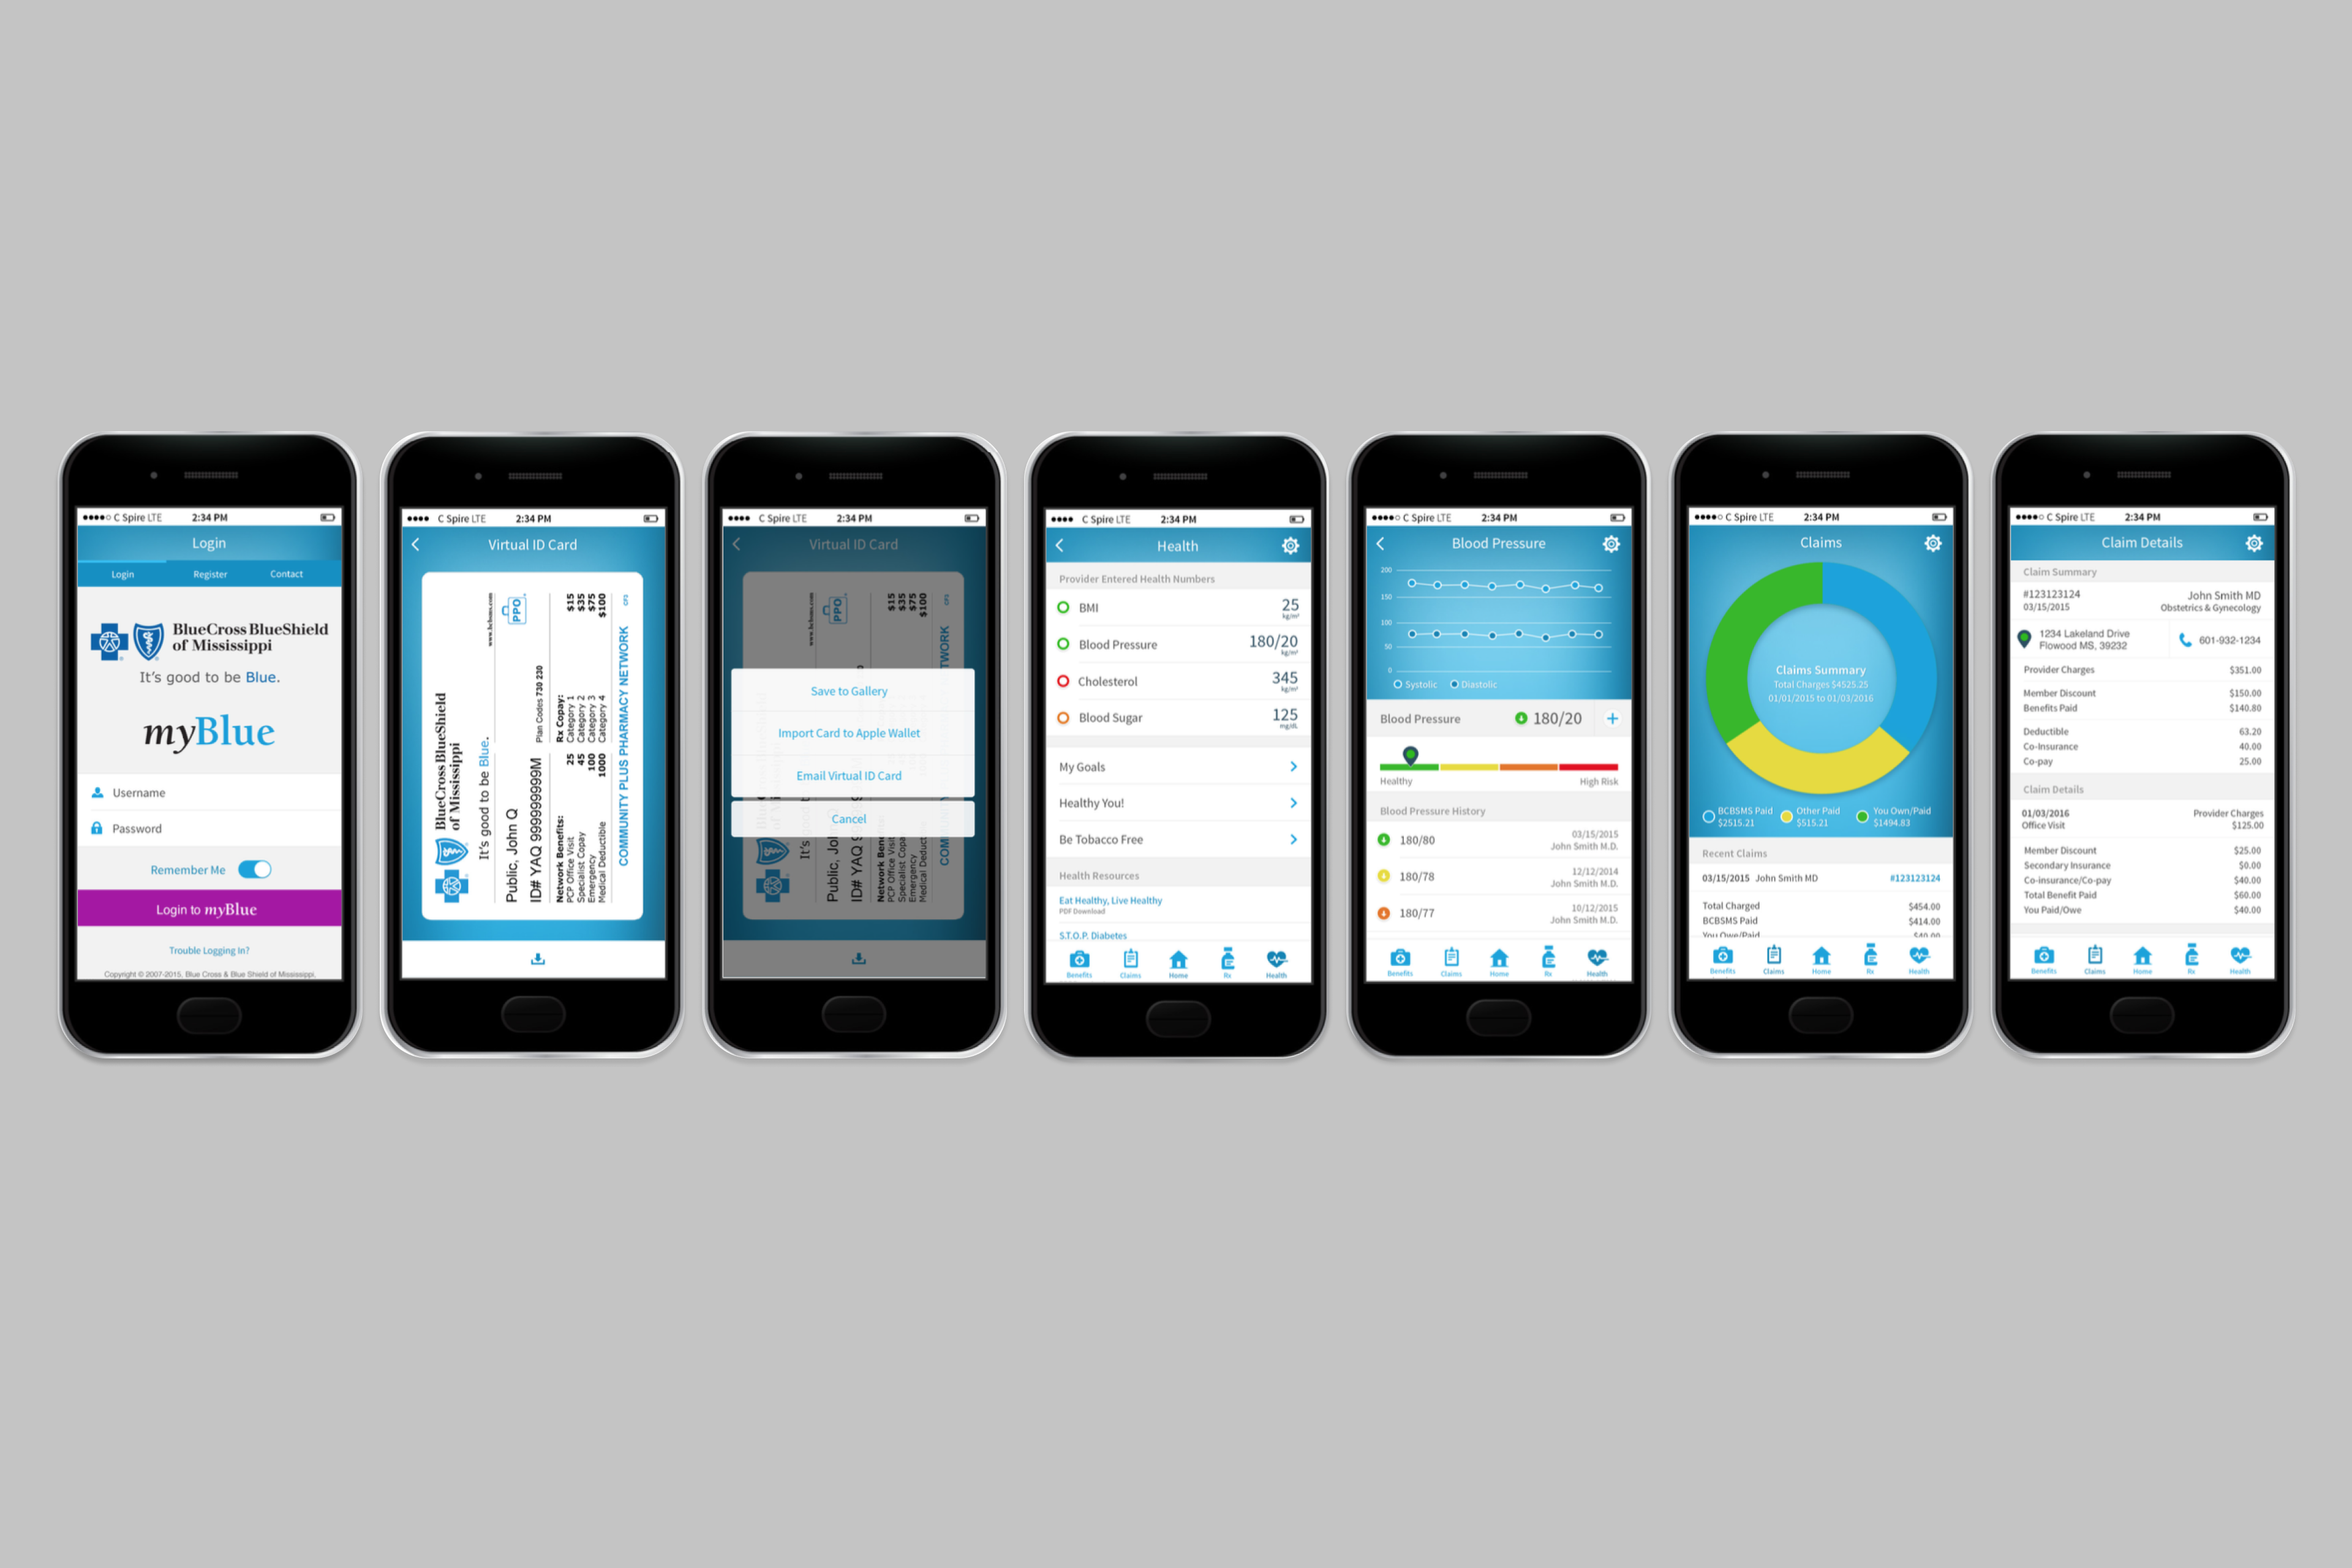 C Spire LTE 2:34 PM
Login
Login Register Contact
BlueCross BlueShield
of Mississippi
It's good to be Blue.
myBlue
Username
Password
Remember Me
Login to myBlue
Trouble Logging In?
Copyright © 2007-2015, Blue Cross & Blue Shield of Mississippi,
C Spire LTE 2:34 PM
Virtual ID Card
BlueCross BlueShield
of Mississippi
It's good to be Blue.
www.bcbsms.com
Public, John Q
PPO
ID# YAQ 999999999M
Plan Codes 730 230
Network Benefits:
PCP Office Visit 25
Specialist Copay 45
Emergency 100
Medical Deductible 1000
Rx Copay:
Category 1 $15
Category 2 $35
Category 3 $75
Category 4 $100
COMMUNITY PLUS PHARMACY NETWORK
C Spire LTE 2:34 PM
Virtual ID Card
Save to Gallery
Import Card to Apple Wallet
Email Virtual ID Card
Cancel
C Spire LTE 2:34 PM
Health
Provider Entered Health Numbers
BMI 25
kg/m²
Blood Pressure 180/20
kg/m²
Cholesterol 345
kg/m²
Blood Sugar 125
mg/dL
My Goals
Healthy You!
Be Tobacco Free
Health Resources
Eat Healthy, Live Healthy
PDF Download
S.T.O.P. Diabetes
Benefits Claims Home Rx Health
C Spire LTE 2:34 PM
Blood Pressure
200
150
100
50
0
Systolic Diastolic
Blood Pressure 180/20
Healthy High Risk
Blood Pressure History
180/80 03/15/2015
John Smith M.D.
180/78 12/12/2014
John Smith M.D.
180/77 10/12/2015
John Smith M.D.
Benefits Claims Home Rx Health
C Spire LTE 2:34 PM
Claims
Claims Summary
Total Charges $4525.25
01/01/2015 to 01/03/2016
BCBSMS Paid Other Paid You Own/Paid
$2515.21 $515.21 $1494.83
Recent Claims
03/15/2015 John Smith MD #123123124
Total Charged $454.00
BCBSMS Paid $414.00
You Owe/Paid $40.00
Benefits Claims Home Rx Health
C Spire LTE 2:34 PM
Claim Details
Claim Summary
#123123124 John Smith MD
03/15/2015 Obstetrics & Gynecology
1234 Lakeland Drive
Flowood MS, 39232
601-932-1234
Provider Charges $351.00
Member Discount $150.00
Benefits Paid $140.80
Deductible 63.20
Co-Insurance 40.00
Co-pay 25.00
Claim Details
01/03/2016 Provider Charges
Office Visit $125.00
Member Discount $25.00
Secondary Insurance $0.00
Co-insurance/Co-pay $40.00
Total Benefit Paid $60.00
You Paid/Owe $40.00
Benefits Claims Home Rx Health